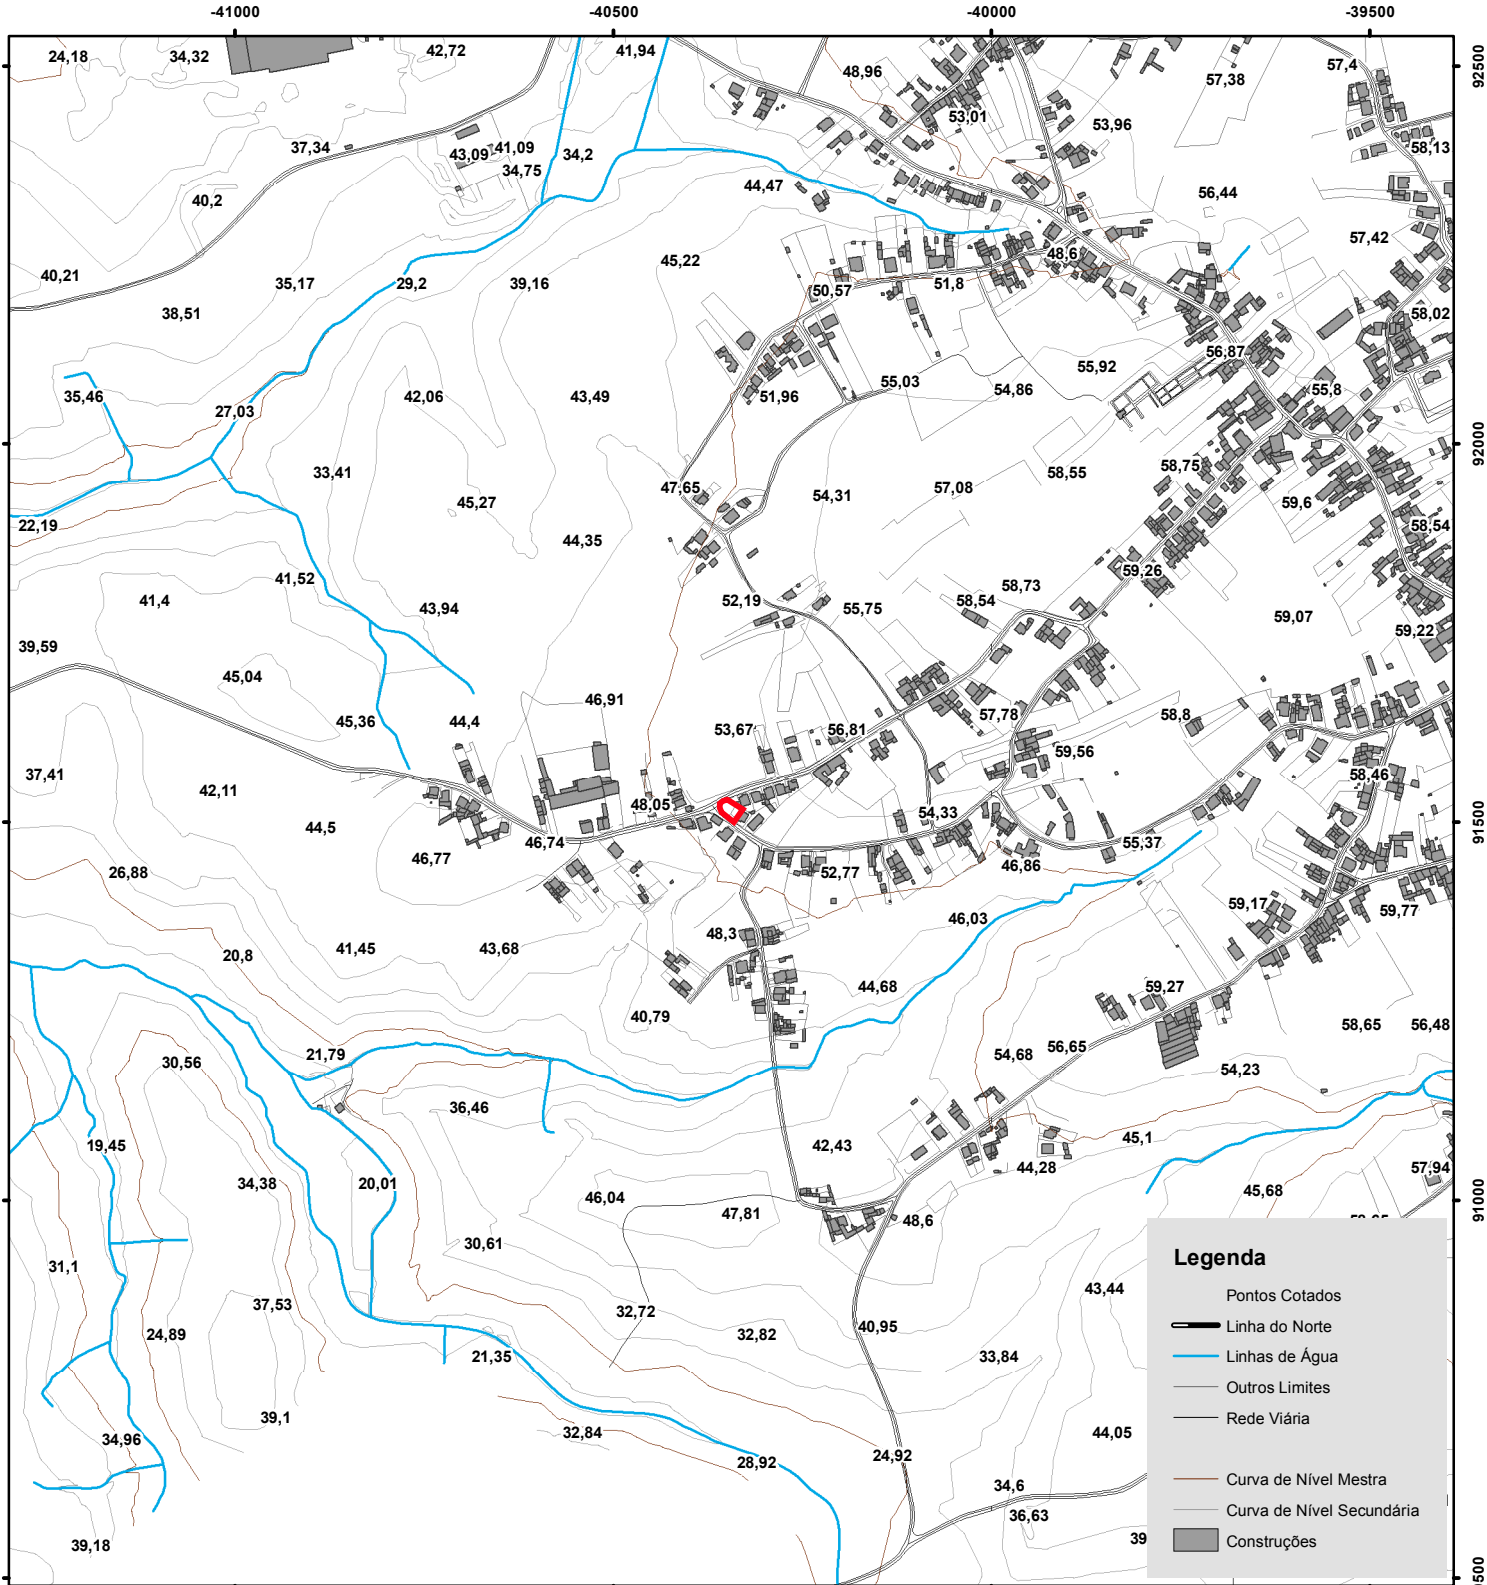 -41000 -40500 -40000 -39500
24,18 34,32 42,72 41,94 48,96 57,38 57,4
92500
53,01 53,96
37,34 43,09 41,09 34,2 58,13
34,75
44,47 56,44
40,2
57,42
48,6
45,22
40,21 35,17 29,2 39,16 50,57 51,8
38,51 58,02
56,87
55,92
55,03 54,86 55,8
35,46 42,06 43,49 51,96
27,03
92000
58,75
33,41 58,55
47,65 57,08
45,27 54,31 59,6
22,19 58,54
44,35
41,52 59,26
58,73
41,4 52,19 58,54
43,94 55,75 59,07
59,22
39,59
45,04
46,91
45,36 44,4 57,78 58,8
53,67 56,81
59,56
37,41 58,46
42,11
48,05
44,5 54,33
91500
46,74 55,37
46,77 46,86
26,88 52,77
59,17 59,77
46,03
48,3
41,45 43,68
20,8
44,68 59,27
40,79 58,65 56,48
21,79 54,68 56,65
30,56 54,23
36,46
19,45 42,43 45,1
44,28 57,94
34,38 20,01 45,68
46,04
91000
47,81 48,6
30,61
31,1
43,44
37,53 32,72
24,89 32,82 40,95
21,35 33,84
39,1
34,96 32,84 44,05
28,92 24,92
34,6
36,63
39,18 39
Legenda
Pontos Cotados
Linha do Norte
Linhas de Água
Outros Limites
Rede Viária
Curva de Nível Mestra
Curva de Nível Secundária
Construções